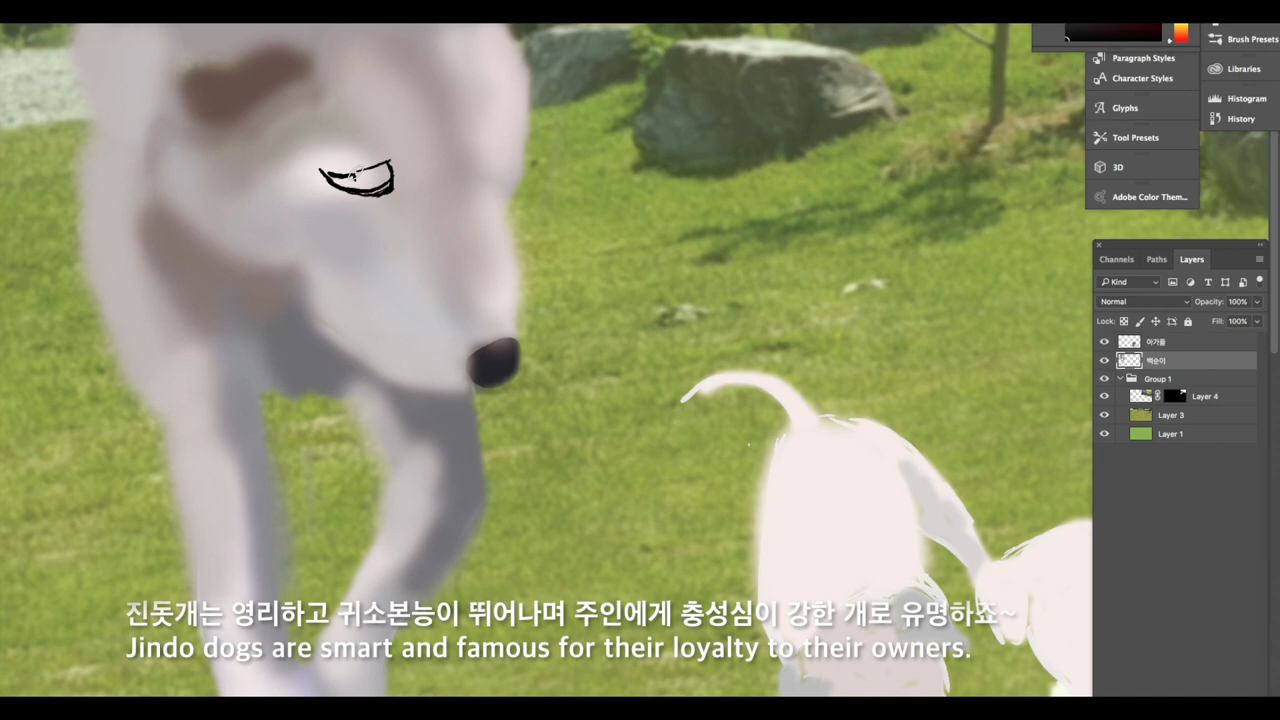 Brush Presets
Paragraph Styles
Libraries
Character Styles
Histogram
Glyphs
History
Tool Presets
3D
Adobe Color Them...
Channels Paths Layers
Kind
Normal Opacity: 100%
Lock: Fill: 100%
아가들
백순이
Group 1
Layer 4
Layer 3
Layer 1
진돗개는 영리하고 귀소본능이 뛰어나며 주인에게 충성심이 강한 개로 유명하죠~
Jindo dogs are smart and famous for their loyalty to their owners.